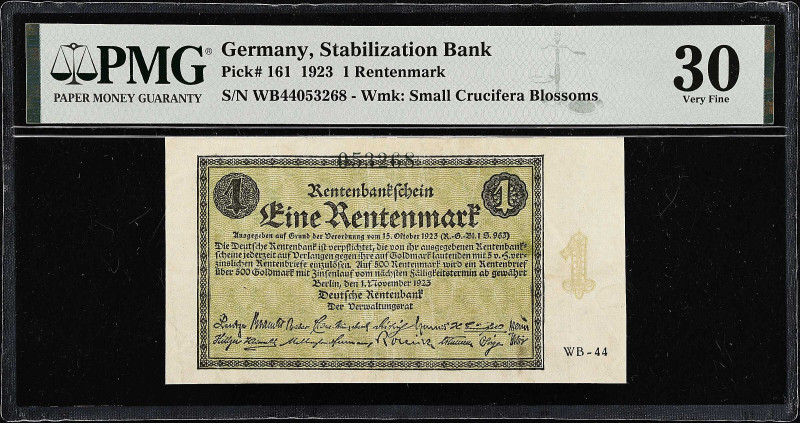 PMG®
PAPER MONEY GUARANTY
Germany, Stabilization Bank
Pick# 161 1923 1 Rentenmark
S/N WB44053268 - Wmk: Small Crucifera Blossoms
30
Very Fine
053268
1
1
Rentenbankschein
Eine Rentenmark
Ausgegeben auf Grund der Verordnung vom 15. Oktober 1923 (R.-G.-Bl. I S. 963)
Die Deutsche Rentenbank ist verpflichtet, die von ihr ausgegebenen Rentenbank-
scheine jederzeit auf Verlangen gegen ihre auf Goldmark lautenden mit 5 v. H. ver-
zinslichen Rentenbriefe einzulösen. Auf 500 Rentenmark wird ein Rentenbrief
über 500 Goldmark mit Zinsenlauf vom nächsten Fälligkeitstermin ab gewährt
Berlin, den 1. November 1923
Deutsche Rentenbank
Der Verwaltungsrat
1
WB-44